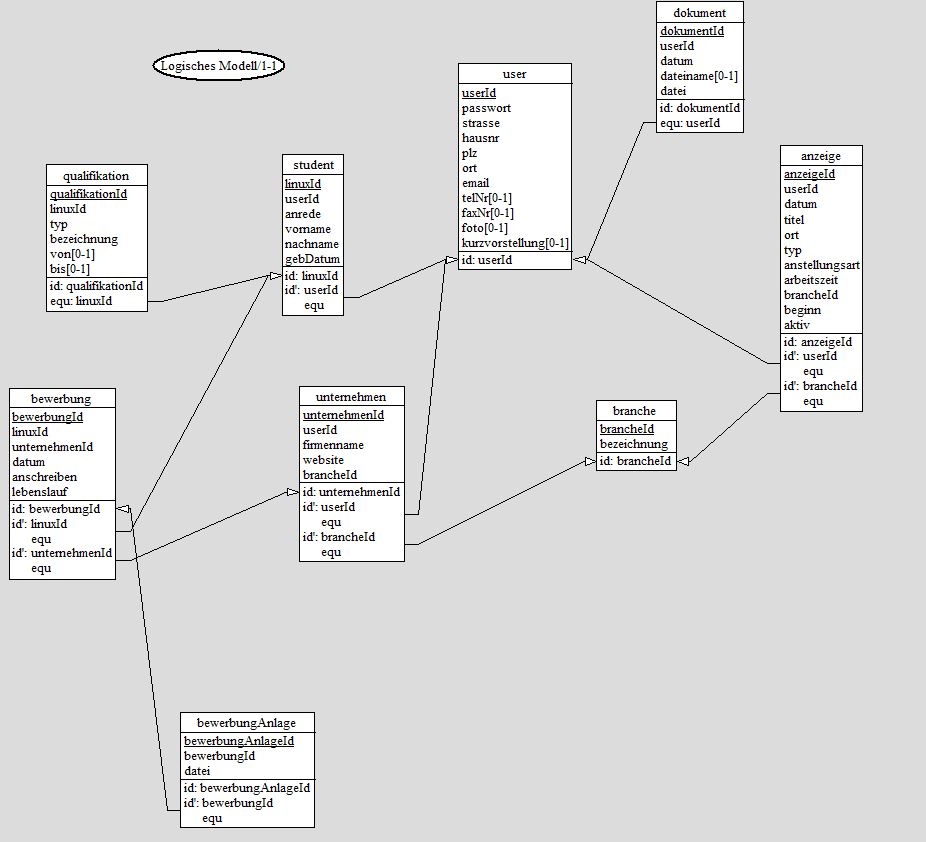 Logisches Modell/1-1
dokument
dokumentId
userId
datum
dateiname[0-1]
datei
id: dokumentId
equ: userId
user
userId
passwort
strasse
hausnr
plz
ort
email
telNr[0-1]
faxNr[0-1]
foto[0-1]
kurzvorstellung[0-1]
id: userId
anzeige
anzeigeId
userId
datum
titel
ort
typ
anstellungsart
arbeitszeit
brancheId
beginn
aktiv
id: anzeigeId
id': userId
equ
id': brancheId
equ
student
linuxId
userId
anrede
vorname
nachname
gebDatum
id: linuxId
id': userId
equ
qualifikation
qualifikationId
linuxId
typ
bezeichnung
von[0-1]
bis[0-1]
id: qualifikationId
equ: linuxId
bewerbung
bewerbungId
linuxId
unternehmenId
datum
anschreiben
lebenslauf
id: bewerbungId
id': linuxId
equ
id': unternehmenId
equ
unternehmen
unternehmenId
userId
firmenname
website
brancheId
id: unternehmenId
id': userId
equ
id': brancheId
equ
branche
brancheId
bezeichnung
id: brancheId
bewerbungAnlage
bewerbungAnlageId
bewerbungId
datei
id: bewerbungAnlageId
id': bewerbungId
equ